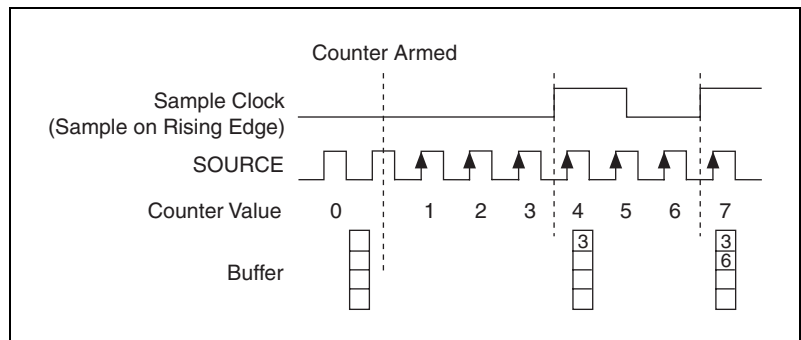 Counter Armed
Sample Clock
(Sample on Rising Edge)
SOURCE
Counter Value 0 1 2 3 4 5 6 7
3 3
6
Buffer